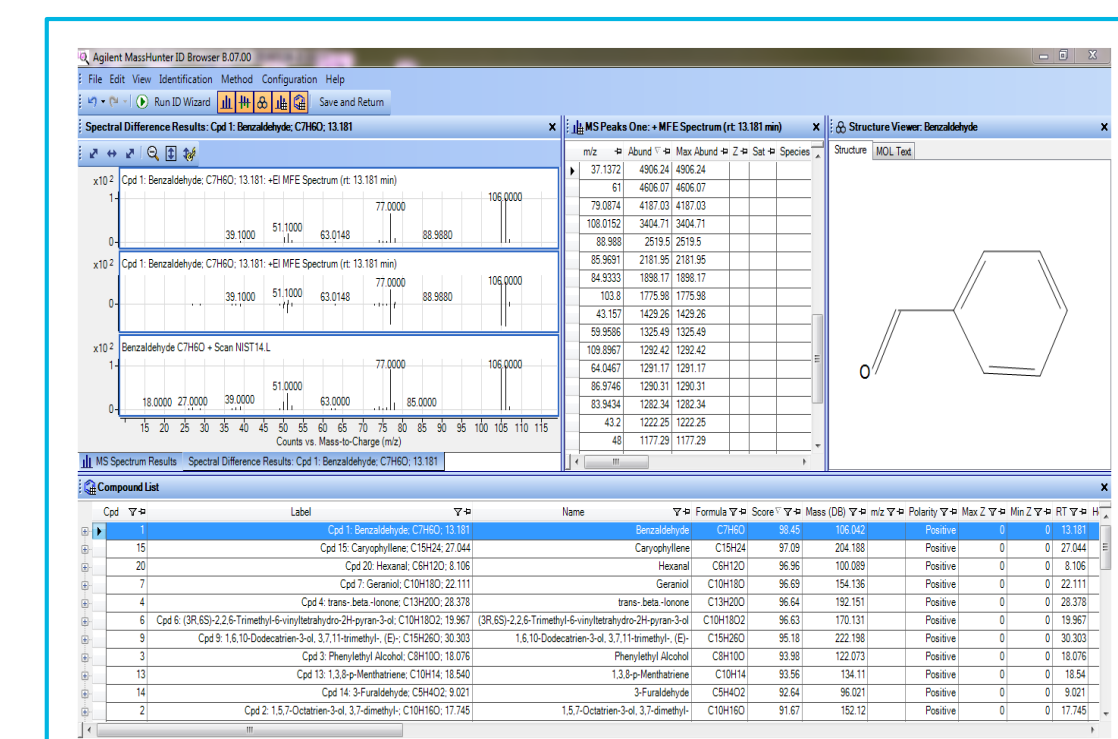 Agilent MassHunter ID Browser B.07.00
File Edit View Identification Method Configuration Help
Run ID Wizard Save and Return
Spectral Difference Results: Cpd 1: Benzaldehyde; C7H6O; 13.181
x10 2 Cpd 1: Benzaldehyde; C7H6O; 13.181: +EI MFE Spectrum (rt: 13.181 min)
1
0
39.1000 51.1000 63.0148 77.0000 88.9880 106.0000
x10 2 Cpd 1: Benzaldehyde; C7H6O; 13.181: +EI MFE Spectrum (rt: 13.181 min)
0
39.1000 51.1000 63.0148 77.0000 88.9880 106.0000
x10 2 Benzaldehyde C7H6O + Scan NIST14.L
1
0
18.0000 27.0000 39.0000 51.0000 63.0000 77.0000 85.0000 106.0000
15 20 25 30 35 40 45 50 55 60 65 70 75 80 85 90 95 100 105 110 115
Counts vs. Mass-to-Charge (m/z)
MS Spectrum Results Spectral Difference Results: Cpd 1: Benzaldehyde; C7H6O; 13.181
MS Peaks One: + MFE Spectrum (rt: 13.181 min)
m/z Abund Max Abund Z Sat Species
37.1372 4906.24 4906.24
61 4606.07 4606.07
79.0874 4187.03 4187.03
108.0152 3404.71 3404.71
88.988 2519.5 2519.5
85.9691 2181.95 2181.95
84.9333 1898.17 1898.17
103.8 1775.98 1775.98
43.157 1429.26 1429.26
59.9586 1325.49 1325.49
109.8967 1292.42 1292.42
64.0467 1291.17 1291.17
86.9746 1290.31 1290.31
83.9434 1282.34 1282.34
43.2 1222.25 1222.25
48 1177.29 1177.29
Structure Viewer: Benzaldehyde
Structure MOL Text
O
Compound List
Cpd Label Name Formula Score Mass (DB) m/z Polarity Max Z Min Z RT H
1 Cpd 1: Benzaldehyde; C7H6O; 13.181 Benzaldehyde C7H6O 98.45 106.042 Positive 0 0 13.181
15 Cpd 15: Caryophyllene; C15H24; 27.044 Caryophyllene C15H24 97.09 204.188 Positive 0 0 27.044
20 Cpd 20: Hexanal; C6H12O; 8.106 Hexanal C6H12O 96.96 100.089 Positive 0 0 8.106
7 Cpd 7: Geraniol; C10H18O; 22.111 Geraniol C10H18O 96.69 154.136 Positive 0 0 22.111
4 Cpd 4: trans-.beta.-Ionone; C13H20O; 28.378 trans-.beta.-Ionone C13H20O 96.64 192.151 Positive 0 0 28.378
6 Cpd 6: (3R,6S)-2,2,6-Trimethyl-6-vinyltetrahydro-2H-pyran-3-ol; C10H18O2; 19.967 (3R,6S)-2,2,6-Trimethyl-6-vinyltetrahydro-2H-pyran-3-ol C10H18O2 96.63 170.131 Positive 0 0 19.967
9 Cpd 9: 1,6,10-Dodecatrien-3-ol, 3,7,11-trimethyl-, (E)-; C15H26O; 30.303 1,6,10-Dodecatrien-3-ol, 3,7,11-trimethyl-, (E)- C15H26O 95.18 222.198 Positive 0 0 30.303
3 Cpd 3: Phenylethyl Alcohol; C8H10O; 18.076 Phenylethyl Alcohol C8H10O 93.98 122.073 Positive 0 0 18.076
13 Cpd 13: 1,3,8-p-Menthatriene; C10H14; 18.540 1,3,8-p-Menthatriene C10H14 93.56 134.11 Positive 0 0 18.54
14 Cpd 14: 3-Furaldehyde; C5H4O2; 9.021 3-Furaldehyde C5H4O2 92.64 96.021 Positive 0 0 9.021
2 Cpd 2: 1,5,7-Octatrien-3-ol, 3,7-dimethyl-; C10H16O; 17.745 1,5,7-Octatrien-3-ol, 3,7-dimethyl- C10H16O 91.67 152.12 Positive 0 0 17.745